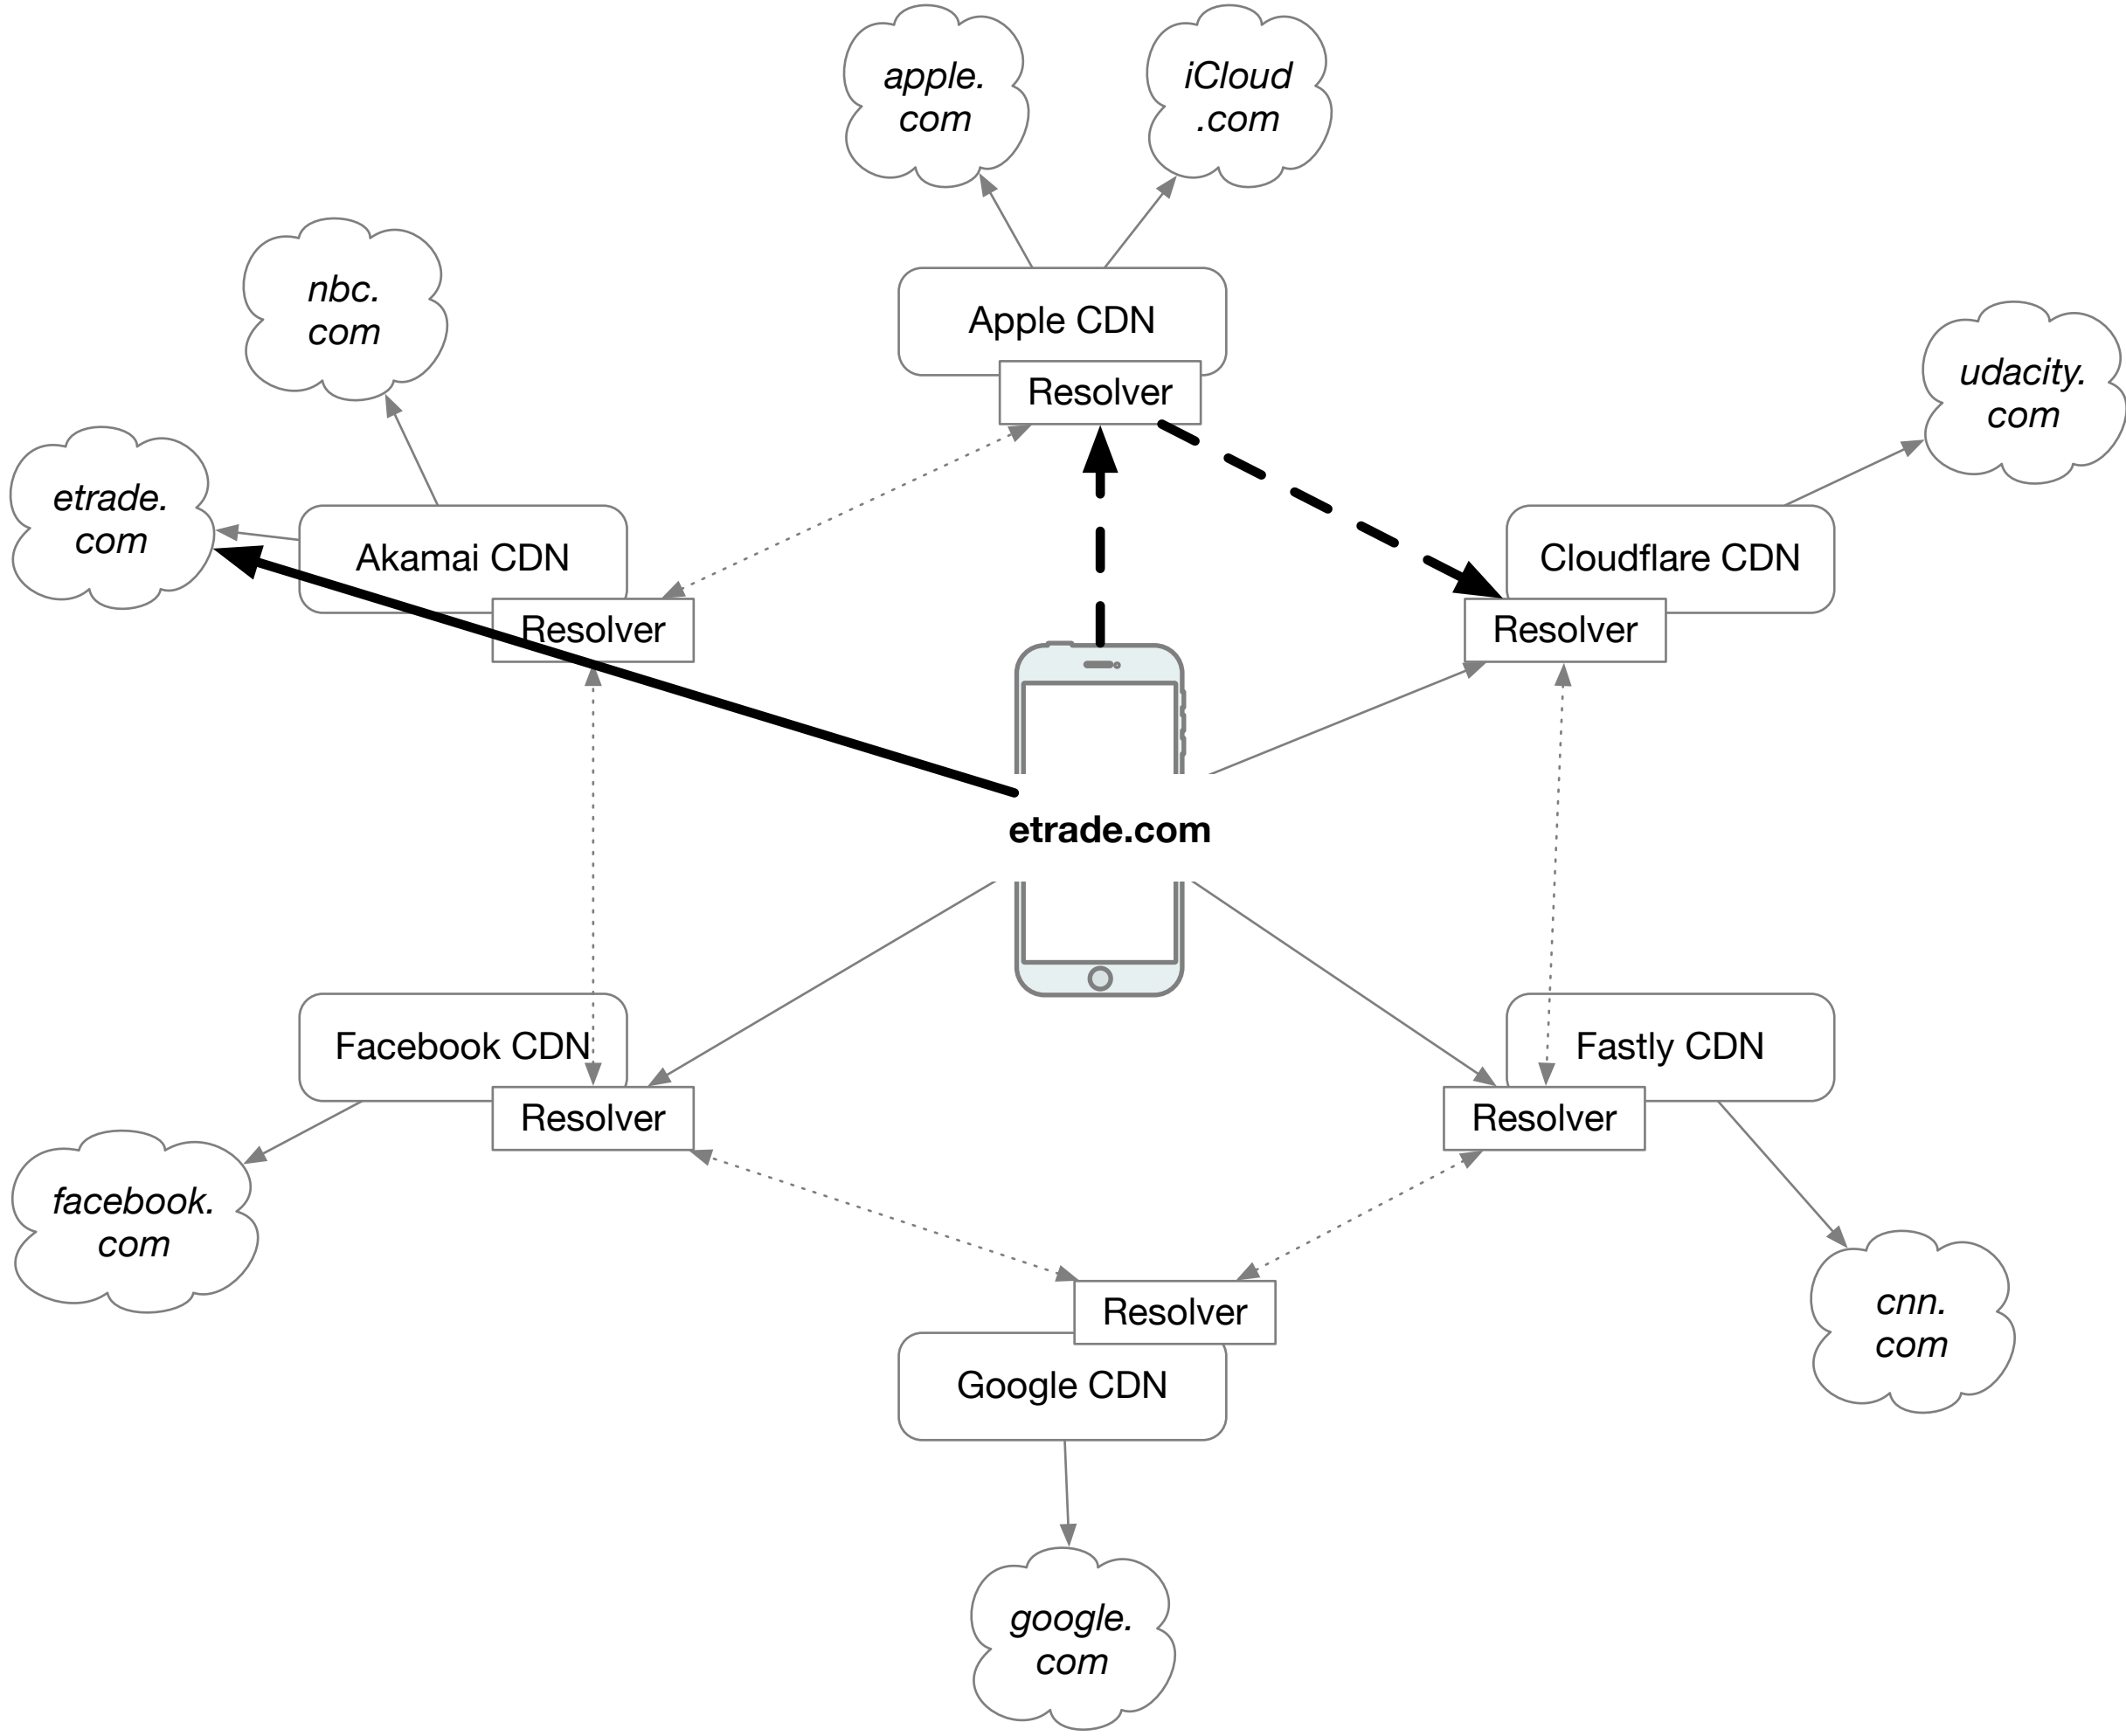 apple.
com
iCloud
.com
nbc.
com
Apple CDN
Resolver
udacity.
com
etrade.
com
Akamai CDN
Resolver
Cloudflare CDN
Resolver
etrade.com
Facebook CDN
Resolver
Fastly CDN
Resolver
facebook.
com
Resolver
Google CDN
cnn.
com
google.
com